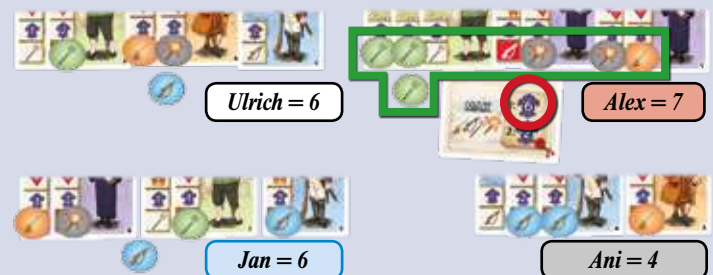 Ulrich = 6
Alex = 7
Jan = 6
Ani = 4